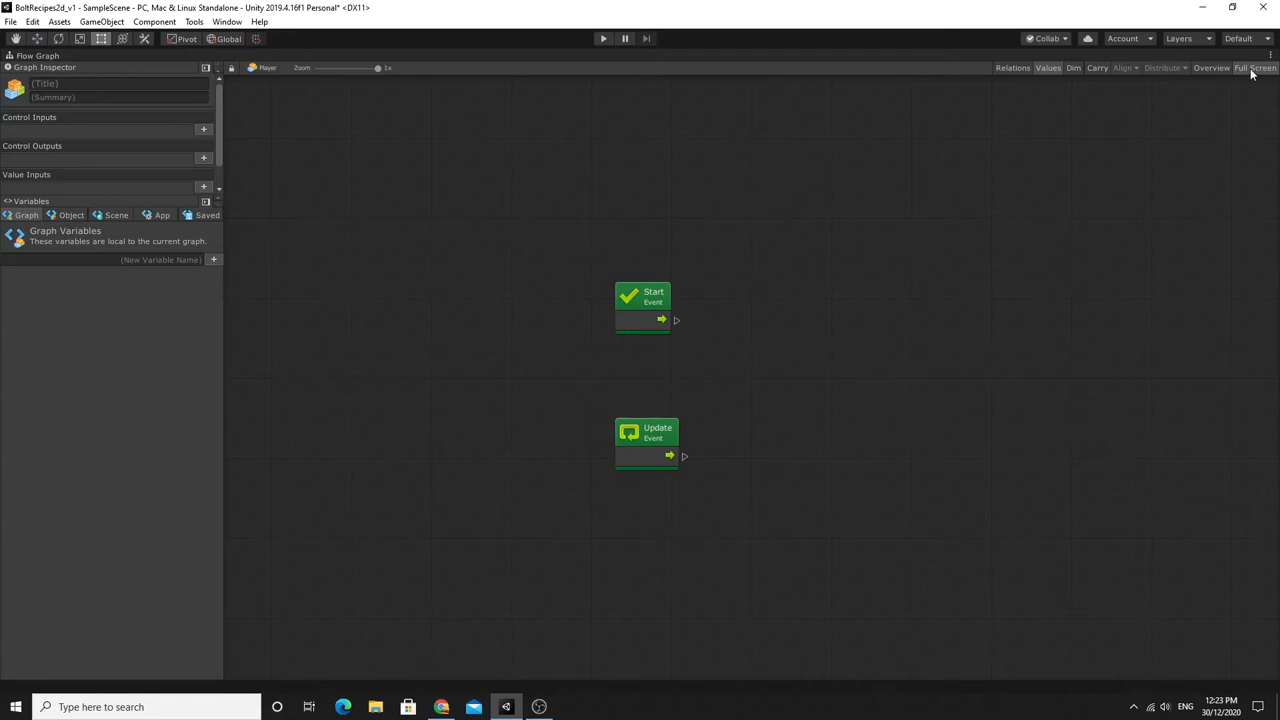 BoltRecipes2d_v1 - SampleScene - PC, Mac & Linux Standalone - Unity 2019.4.16f1 Personal* <DX11>
File Edit Assets GameObject Component Tools Window Help
Pivot Global Collab Account Layers Default
Flow Graph
Graph Inspector Player Zoom 1x Relations Values Dim Carry Align Distribute Overview Full Screen
(Title)
(Summary)
Control Inputs
Control Outputs
Value Inputs
Variables
Graph Object Scene App Saved
Graph Variables
These variables are local to the current graph.
(New Variable Name)
Start
Event
Update
Event
Type here to search
ENG
12:23 PM
30/12/2020